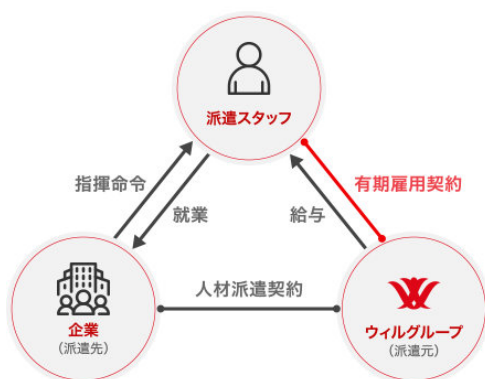 派遣スタッフ
指揮命令
有期雇用契約
就業
給与
人材派遣契約
企業
(派遣先)
ウィルグループ
(派遣元)